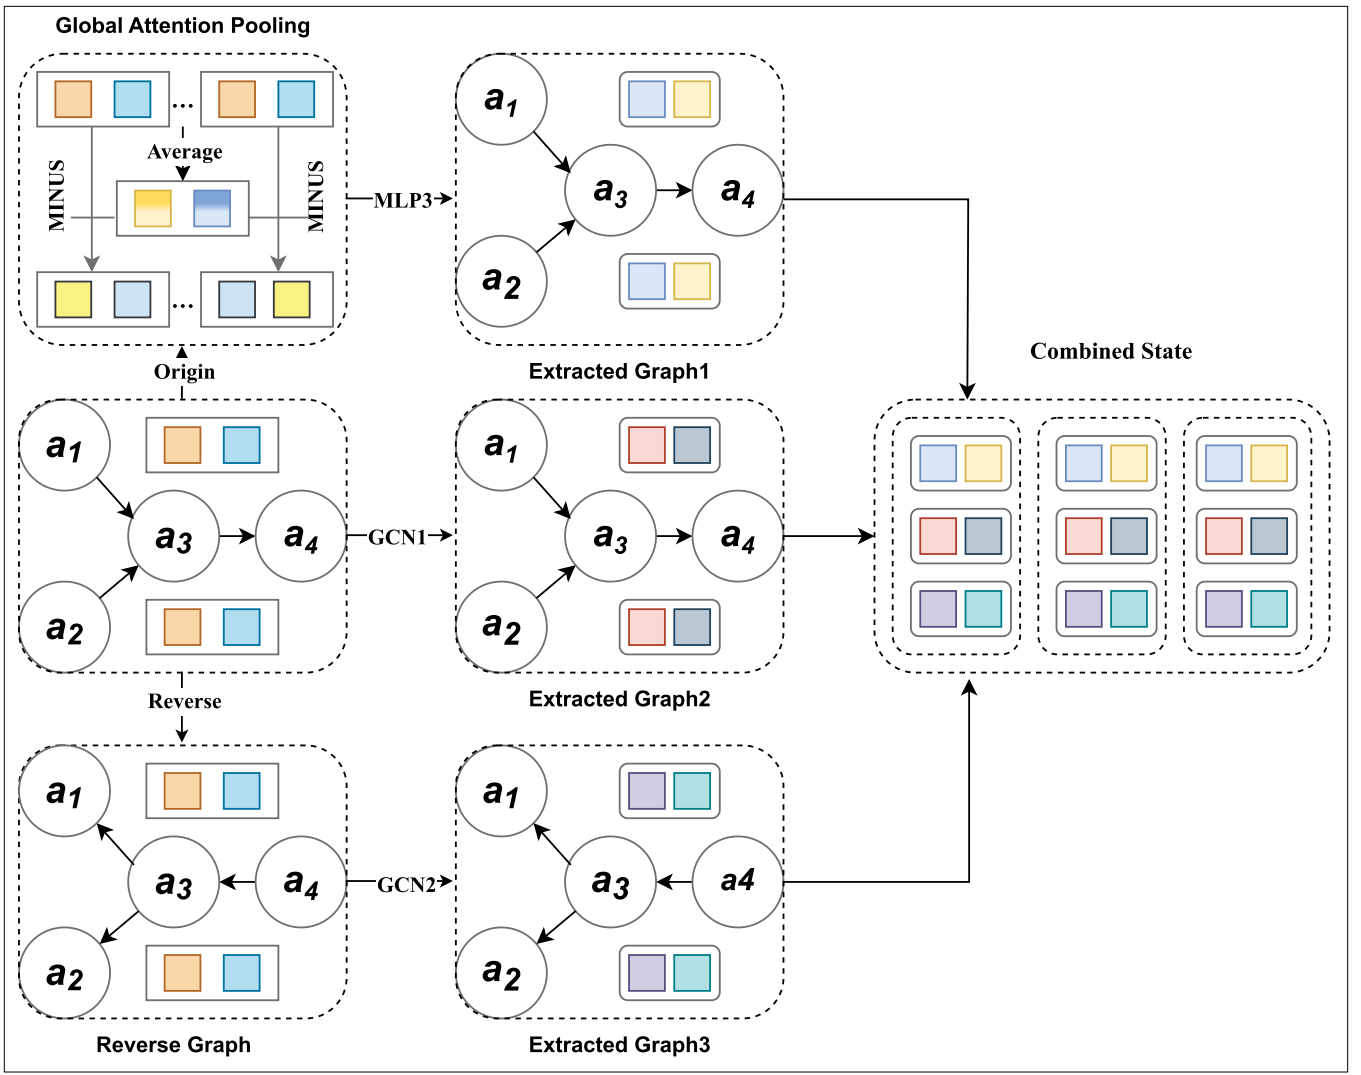 Global Attention Pooling
...
Average
MINUS
MINUS
...
MLP3
a1
a3
a4
a2
Extracted Graph1
Origin
a1
a3
a4
a2
GCN1
a1
a3
a4
a2
Extracted Graph2
Combined State
Reverse
a1
a3
a4
a2
Reverse Graph
GCN2
a1
a3
a4
a2
Extracted Graph3